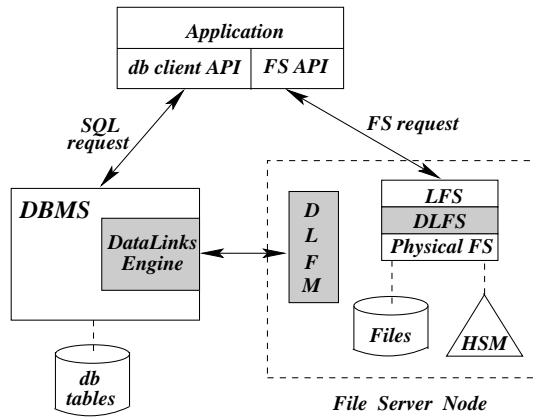 Application
db client API
FS API
SQL
request
FS request
DBMS
DataLinks
Engine
D
L
F
M
LFS
DLFS
Physical FS
Files
HSM
db
tables
File Server Node